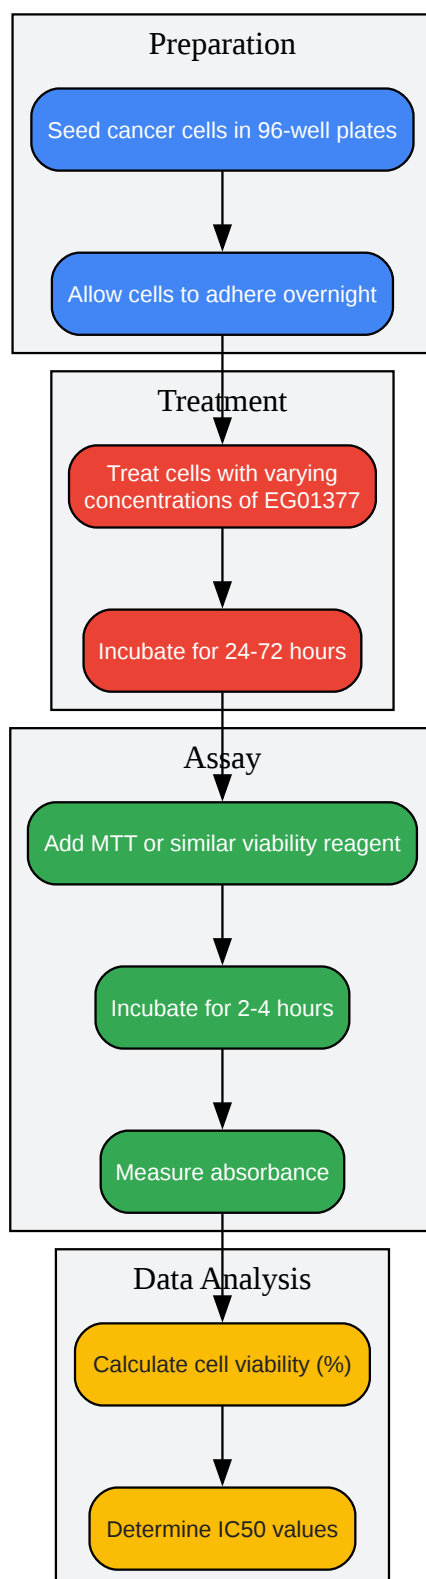 Preparation
Seed cancer cells in 96-well plates
Allow cells to adhere overnight
Treatment
Treat cells with varying
concentrations of EG01377
Incubate for 24-72 hours
Assay
Add MTT or similar viability reagent
Incubate for 2-4 hours
Measure absorbance
Data Analysis
Calculate cell viability (%)
Determine IC50 values